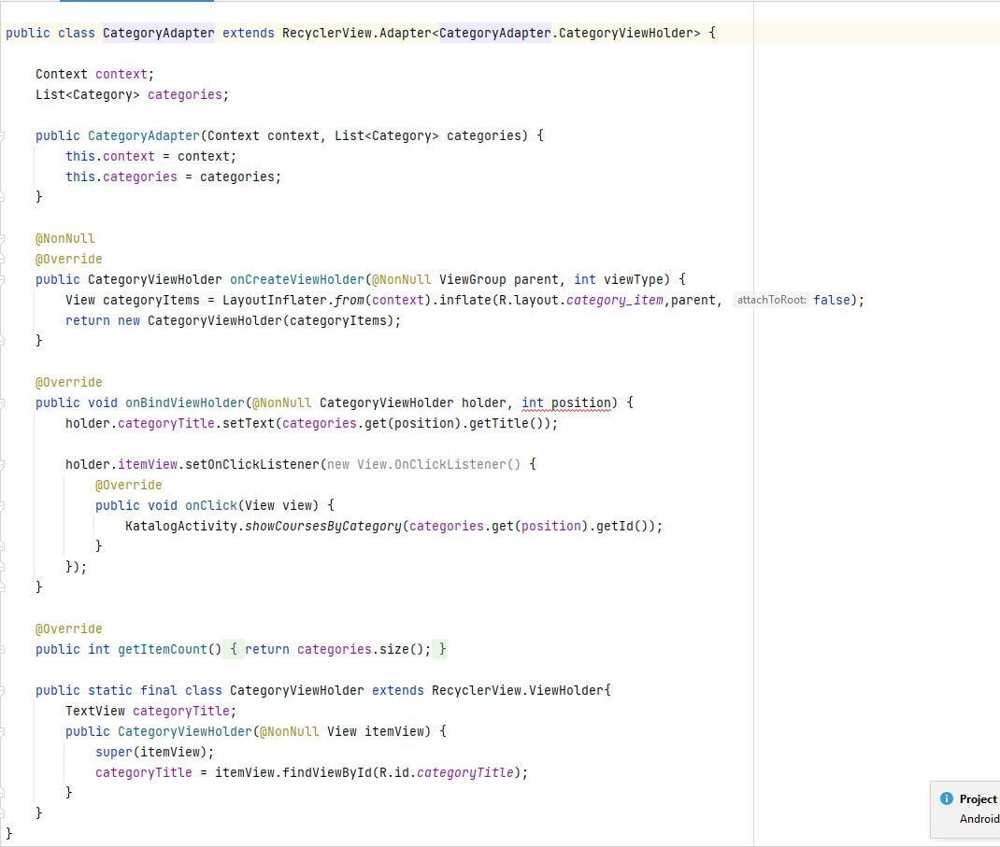 public class CategoryAdapter extends RecyclerView.Adapter<CategoryAdapter.CategoryViewHolder> {
Context context;
List<Category> categories;
public CategoryAdapter(Context context, List<Category> categories) {
this.context = context;
this.categories = categories;
}
@NonNull
@Override
public CategoryViewHolder onCreateViewHolder(@NonNull ViewGroup parent, int viewType) {
View categoryItems = LayoutInflater.from(context).inflate(R.layout.category_item,parent, attachToRoot: false);
return new CategoryViewHolder(categoryItems);
}
@Override
public void onBindViewHolder(@NonNull CategoryViewHolder holder, int position) {
holder.categoryTitle.setText(categories.get(position).getTitle());
holder.itemView.setOnClickListener(new View.OnClickListener() {
@Override
public void onClick(View view) {
KatalogActivity.showCoursesByCategory(categories.get(position).getId());
}
});
}
@Override
public int getItemCount() { return categories.size(); }
public static final class CategoryViewHolder extends RecyclerView.ViewHolder{
TextView categoryTitle;
public CategoryViewHolder(@NonNull View itemView) {
super(itemView);
categoryTitle = itemView.findViewById(R.id.categoryTitle);
}
}
}
Project
Android